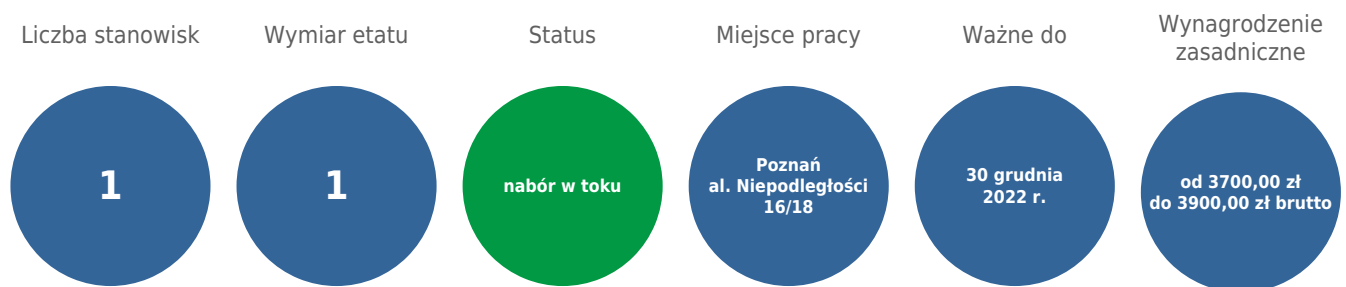 Liczba stanowisk
1
Wymiar etatu
1
Status
nabór w toku
Miejsce pracy
Poznań
al. Niepodległości
16/18
Ważne do
30 grudnia
2022 r.
Wynagrodzenie
zasadnicze
od 3700,00 zł
do 3900,00 zł brutto